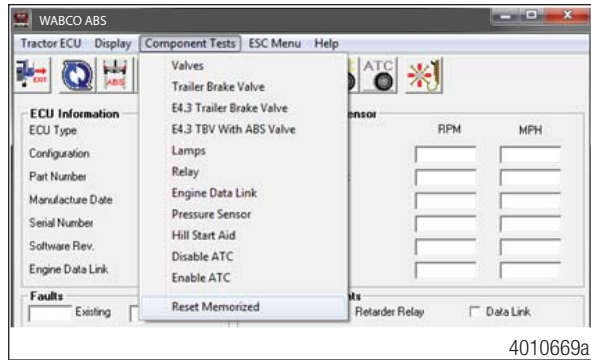 WABCO ABS
Tractor ECU Display Component Tests ESC Menu Help
ABS ATC
Valves
Trailer Brake Valve
E4.3 Trailer Brake Valve
E4.3 TBV With ABS Valve
Lamps
Relay
Engine Data Link
Pressure Sensor
Hill Start Aid
Disable ATC
Enable ATC
Reset Memorized
ECU Information
ECU Type
Configuration
Part Number
Manufacture Date
Serial Number
Software Rev.
Engine Data Link
RPM MPH
Faults
Existing
Retarder Relay Data Link
4010669a